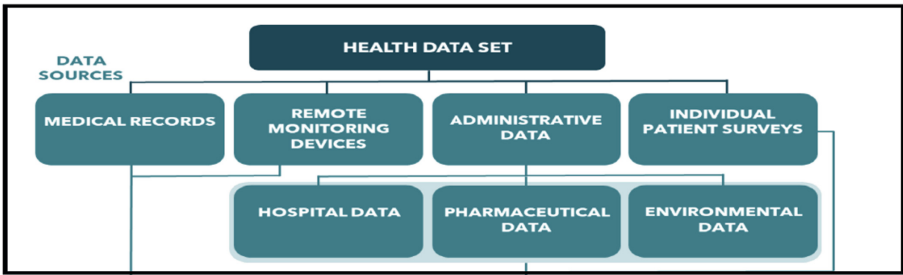 HEALTH DATA SET
DATA
SOURCES
MEDICAL RECORDS
REMOTE
MONITORING
DEVICES
ADMINISTRATIVE
DATA
INDIVIDUAL
PATIENT SURVEYS
HOSPITAL DATA
PHARMACEUTICAL
DATA
ENVIRONMENTAL
DATA